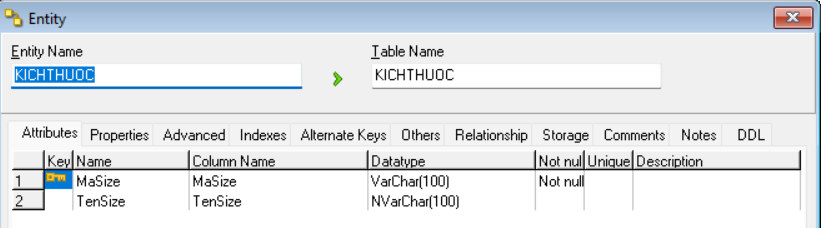 Entity
Entity Name
Table Name
KICHTHUOC
KICHTHUOC
Attributes Properties Advanced Indexes Alternate Keys Others Relationship Storage Comments Notes DDL
Key Name Column Name Datatype Not nul Unique Description
1 MaSize MaSize VarChar(100) Not null
2 TenSize TenSize NVarChar(100)